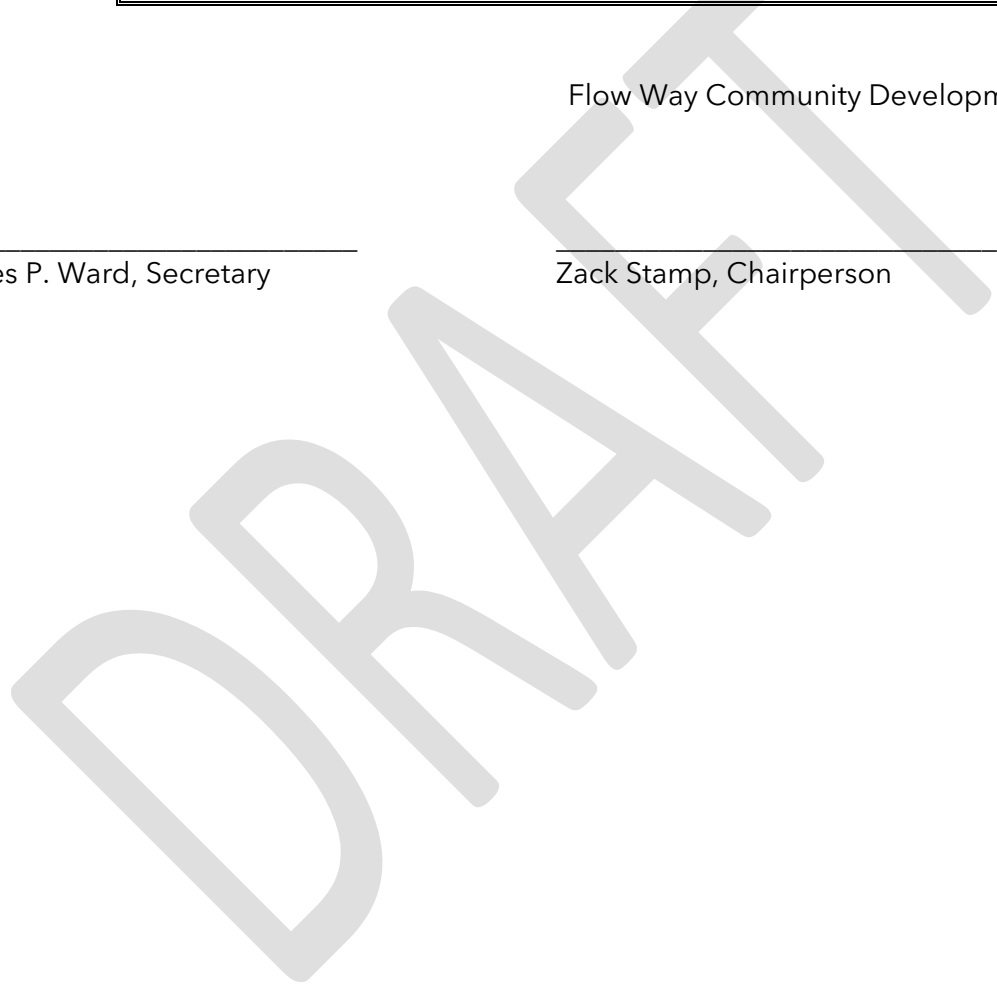 Flow Way Community Developm
es P. Ward, Secretary
Zack Stamp, Chairperson
DRAFT